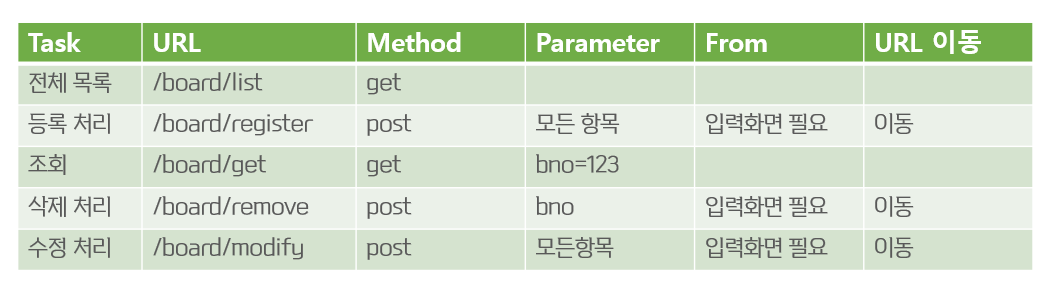 Task URL Method Parameter From URL 이동
전체 목록 /board/list get
등록 처리 /board/register post 모든 항목 입력화면 필요 이동
조회 /board/get get bno=123
삭제 처리 /board/remove post bno 입력화면 필요 이동
수정 처리 /board/modify post 모든항목 입력화면 필요 이동